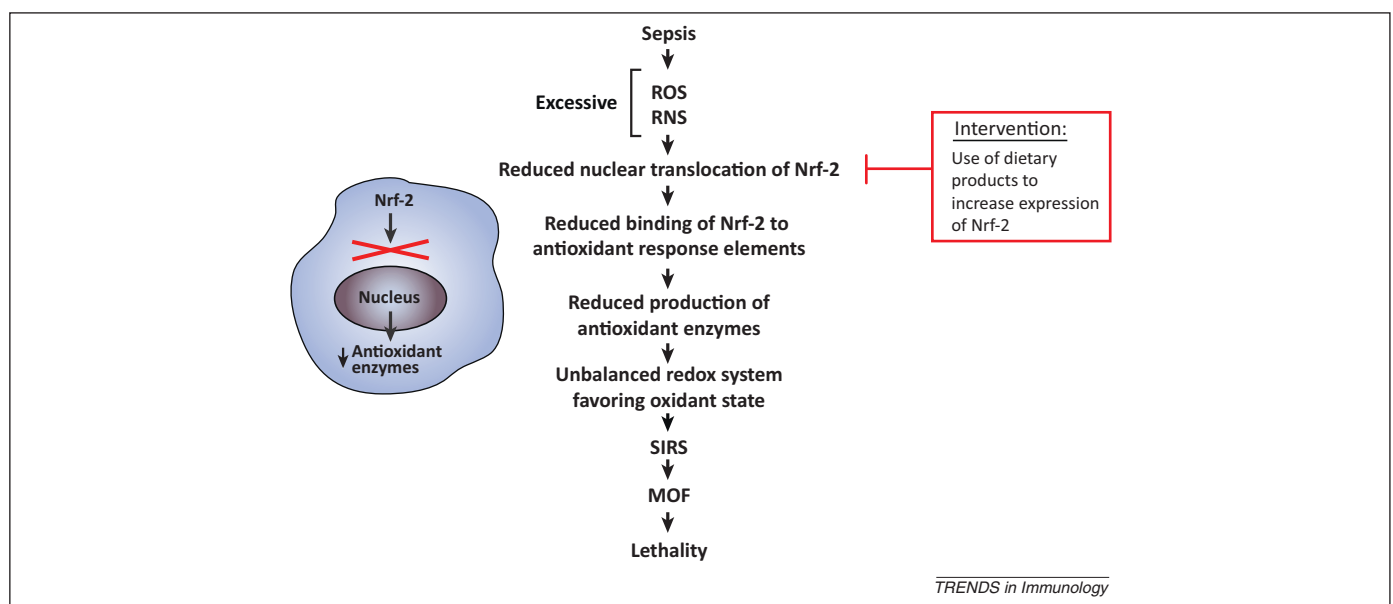 Sepsis
Excessive
ROS
RNS
Reduced nuclear translocation of Nrf-2
Intervention:
Use of dietary
products to
increase expression
of Nrf-2
Nrf-2
Nucleus
Antioxidant
enzymes
Reduced binding of Nrf-2 to
antioxidant response elements
Reduced production of
antioxidant enzymes
Unbalanced redox system
favoring oxidant state
SIRS
MOF
Lethality
TRENDS in Immunology